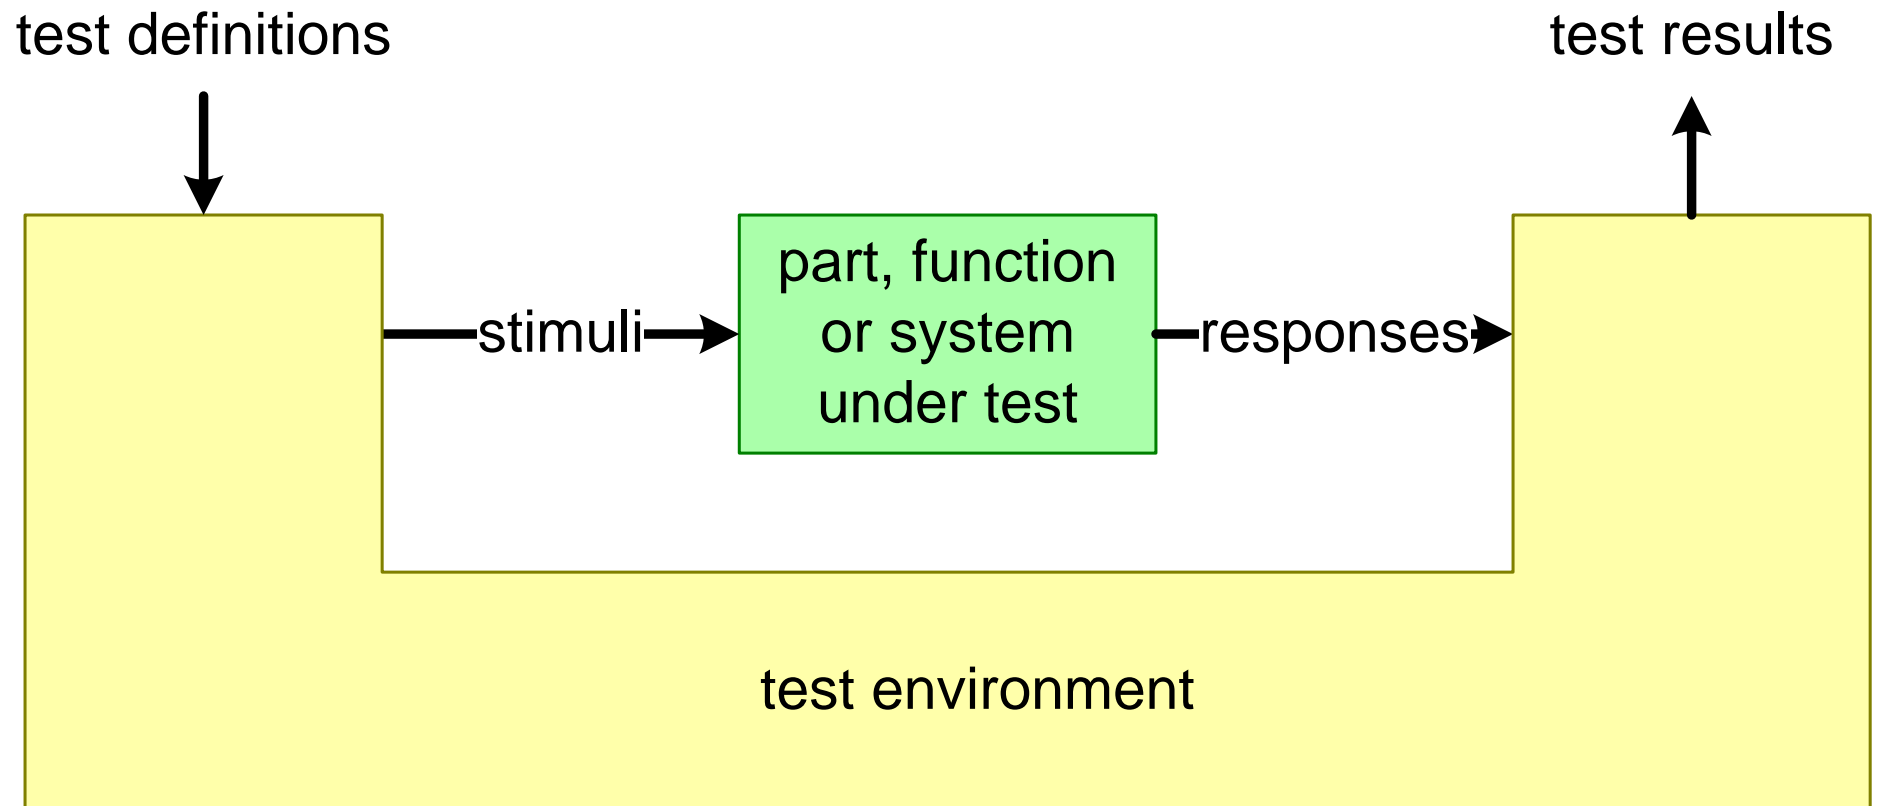 test definitions
test results
stimuli
part, function
or system
under test
responses
test environment